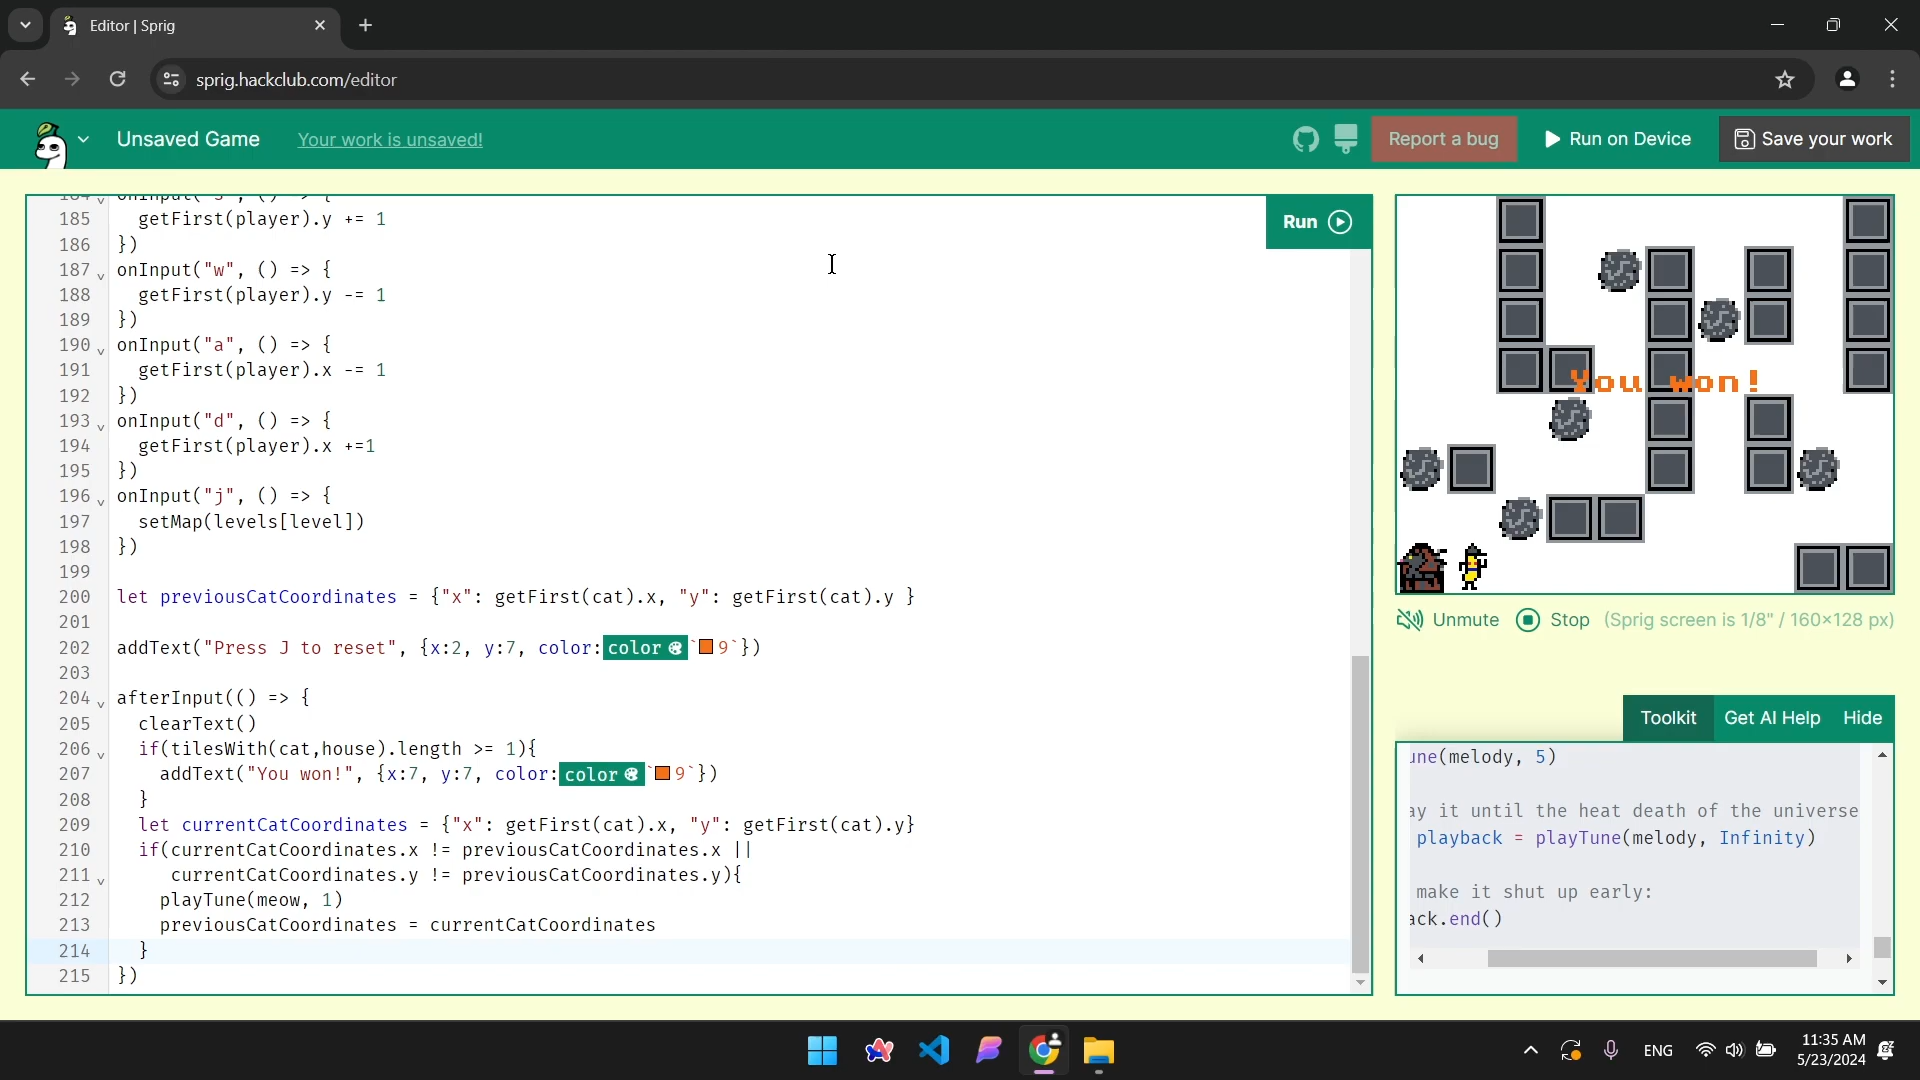 Editor | Sprig
sprig.hackclub.com/editor
Unsaved Game
Your work is unsaved!
Report a bug
Run on Device
Save your work
Run
185 getFirst(player).y += 1
186 })
187 onInput("w", () => {
188 getFirst(player).y -= 1
189 })
190 onInput("a", () => {
191 getFirst(player).x -= 1
192 })
193 onInput("d", () => {
194 getFirst(player).x +=1
195 })
196 onInput("j", () => {
197 setMap(levels[level])
198 })
199
200 let previousCatCoordinates = {"x": getFirst(cat).x, "y": getFirst(cat).y }
201
202 addText("Press J to reset", {x:2, y:7, color:color`9`})
203
204 afterInput(() => {
205 clearText()
206 if(tilesWith(cat,house).length >= 1){
207 addText("You won!", {x:7, y:7, color:color`9`})
208 }
209 let currentCatCoordinates = {"x": getFirst(cat).x, "y": getFirst(cat).y}
210 if(currentCatCoordinates.x != previousCatCoordinates.x ||
211 currentCatCoordinates.y != previousCatCoordinates.y){
212 playTune(meow, 1)
213 previousCatCoordinates = currentCatCoordinates
214 }
215 })
You won!
Unmute
Stop
(Sprig screen is 1/8" / 160×128 px)
Toolkit
Get AI Help
Hide
une(melody, 5)
ay it until the heat death of the universe
playback = playTune(melody, Infinity)
make it shut up early:
ack.end()
ENG
11:35 AM
5/23/2024